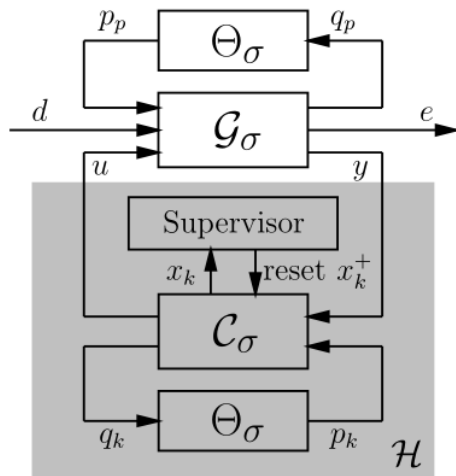 p_p Θ_σ q_p
d 𝒢_σ e
u y
Supervisor
x_k reset x_k^+
𝒞_σ
q_k Θ_σ p_k
ℋ